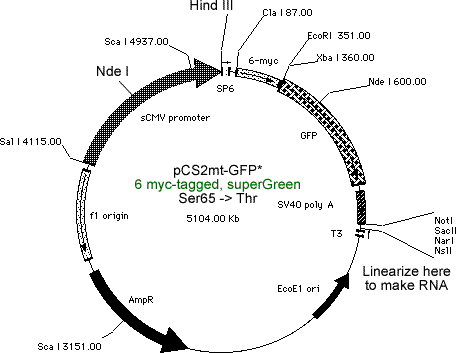 Hind III
Cla I 87.00
Sca I 4937.00
EcoRI 351.00
6-myc
Xba I 360.00
Nde I
SP6
Nde I 600.00
sCMV promoter
GFP
Sal I 4115.00
pCS2mt-GFP*
6 myc-tagged, superGreen
Ser65 -> Thr
5104.00 Kb
SV40 poly A
f1 origin
NotI
SacII
NarI
NsiI
T3
Linearize here
to make RNA
EcoE1 ori
AmpR
Sca I 3151.00